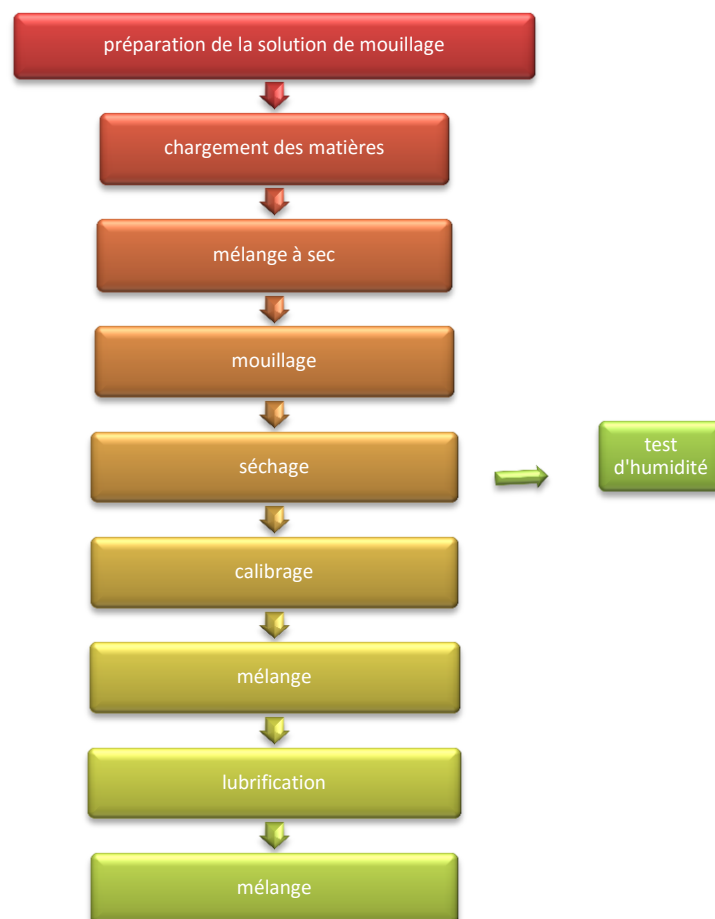 préparation de la solution de mouillage
chargement des matières
mélange à sec
mouillage
séchage
test
d'humidité
calibrage
mélange
lubrification
mélange